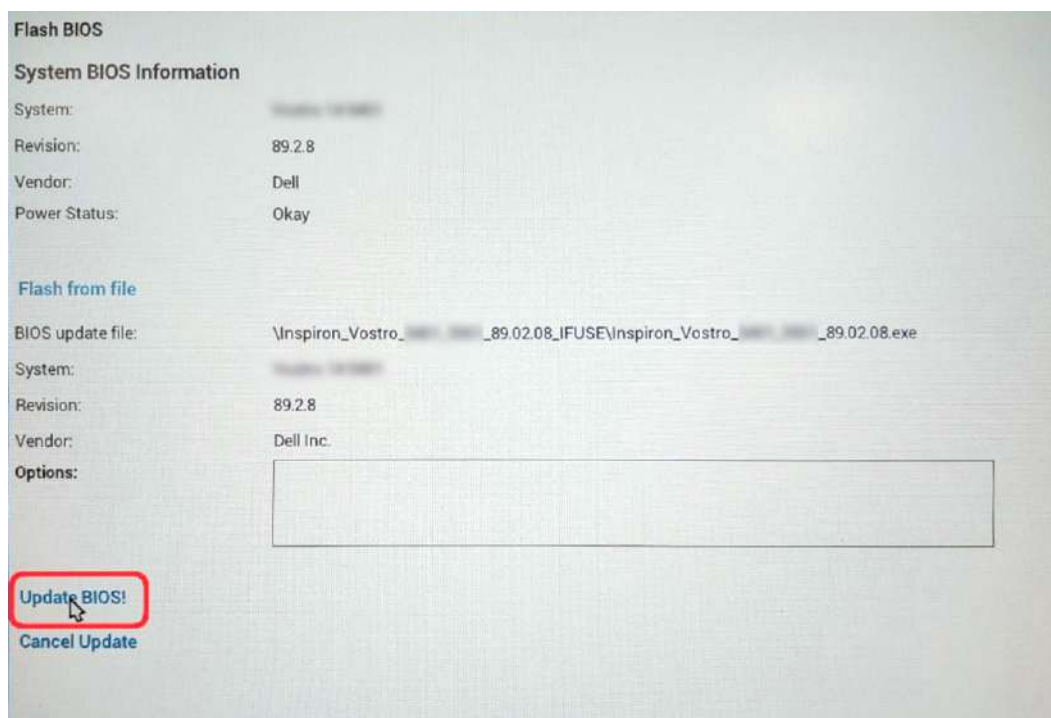 Flash BIOS
System BIOS Information
System:
Revision: 89.2.8
Vendor: Dell
Power Status: Okay
Flash from file
BIOS update file: \Inspiron_Vostro_ _89.02.08_IFUSE\Inspiron_Vostro_ _89.02.08.exe
System:
Revision: 89.2.8
Vendor: Dell Inc.
Options:
Update BIOS!
Cancel Update